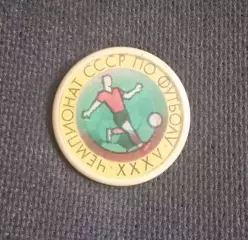 ЧЕМПИОНАТ СССР ПО ФУТБОЛУ · XXXV ·